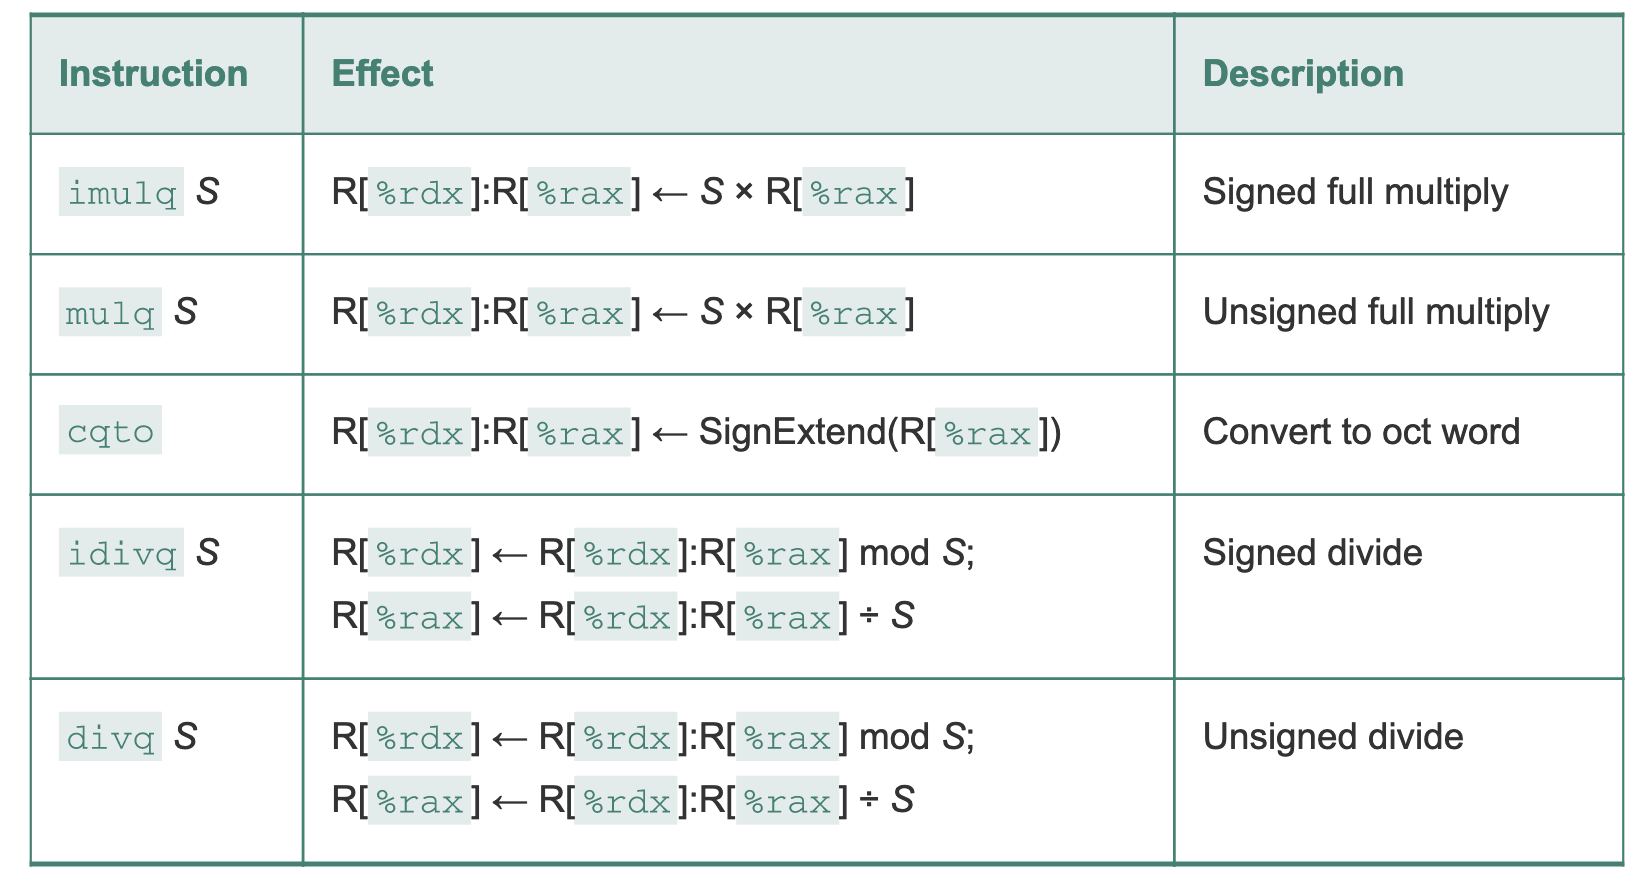 Instruction Effect Description
imulq S R[%rdx]:R[%rax] ← S × R[%rax] Signed full multiply
mulq S R[%rdx]:R[%rax] ← S × R[%rax] Unsigned full multiply
cqto R[%rdx]:R[%rax] ← SignExtend(R[%rax]) Convert to oct word
idivq S R[%rdx] ← R[%rdx]:R[%rax] mod S; Signed divide
R[%rax] ← R[%rdx]:R[%rax] ÷ S
divq S R[%rdx] ← R[%rdx]:R[%rax] mod S; Unsigned divide
R[%rax] ← R[%rdx]:R[%rax] ÷ S